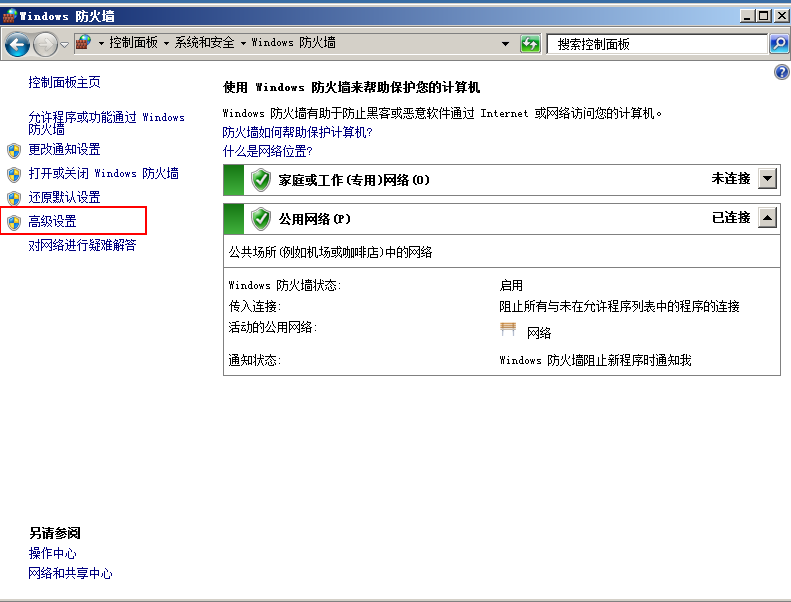 Windows 防火墙
控制面板 系统和安全 Windows 防火墙
搜索控制面板
控制面板主页
允许程序或功能通过 Windows
防火墙
更改通知设置
打开或关闭 Windows 防火墙
还原默认设置
高级设置
对网络进行疑难解答
使用 Windows 防火墙来帮助保护您的计算机
Windows 防火墙有助于防止黑客或恶意软件通过 Internet 或网络访问您的计算机。
防火墙如何帮助保护计算机?
什么是网络位置?
家庭或工作(专用)网络(O) 未连接
公用网络(P) 已连接
公共场所(例如机场或咖啡店)中的网络
Windows 防火墙状态: 启用
传入连接: 阻止所有与未在允许程序列表中的程序的连接
活动的公用网络: 网络
通知状态: Windows 防火墙阻止新程序时通知我
另请参阅
操作中心
网络和共享中心